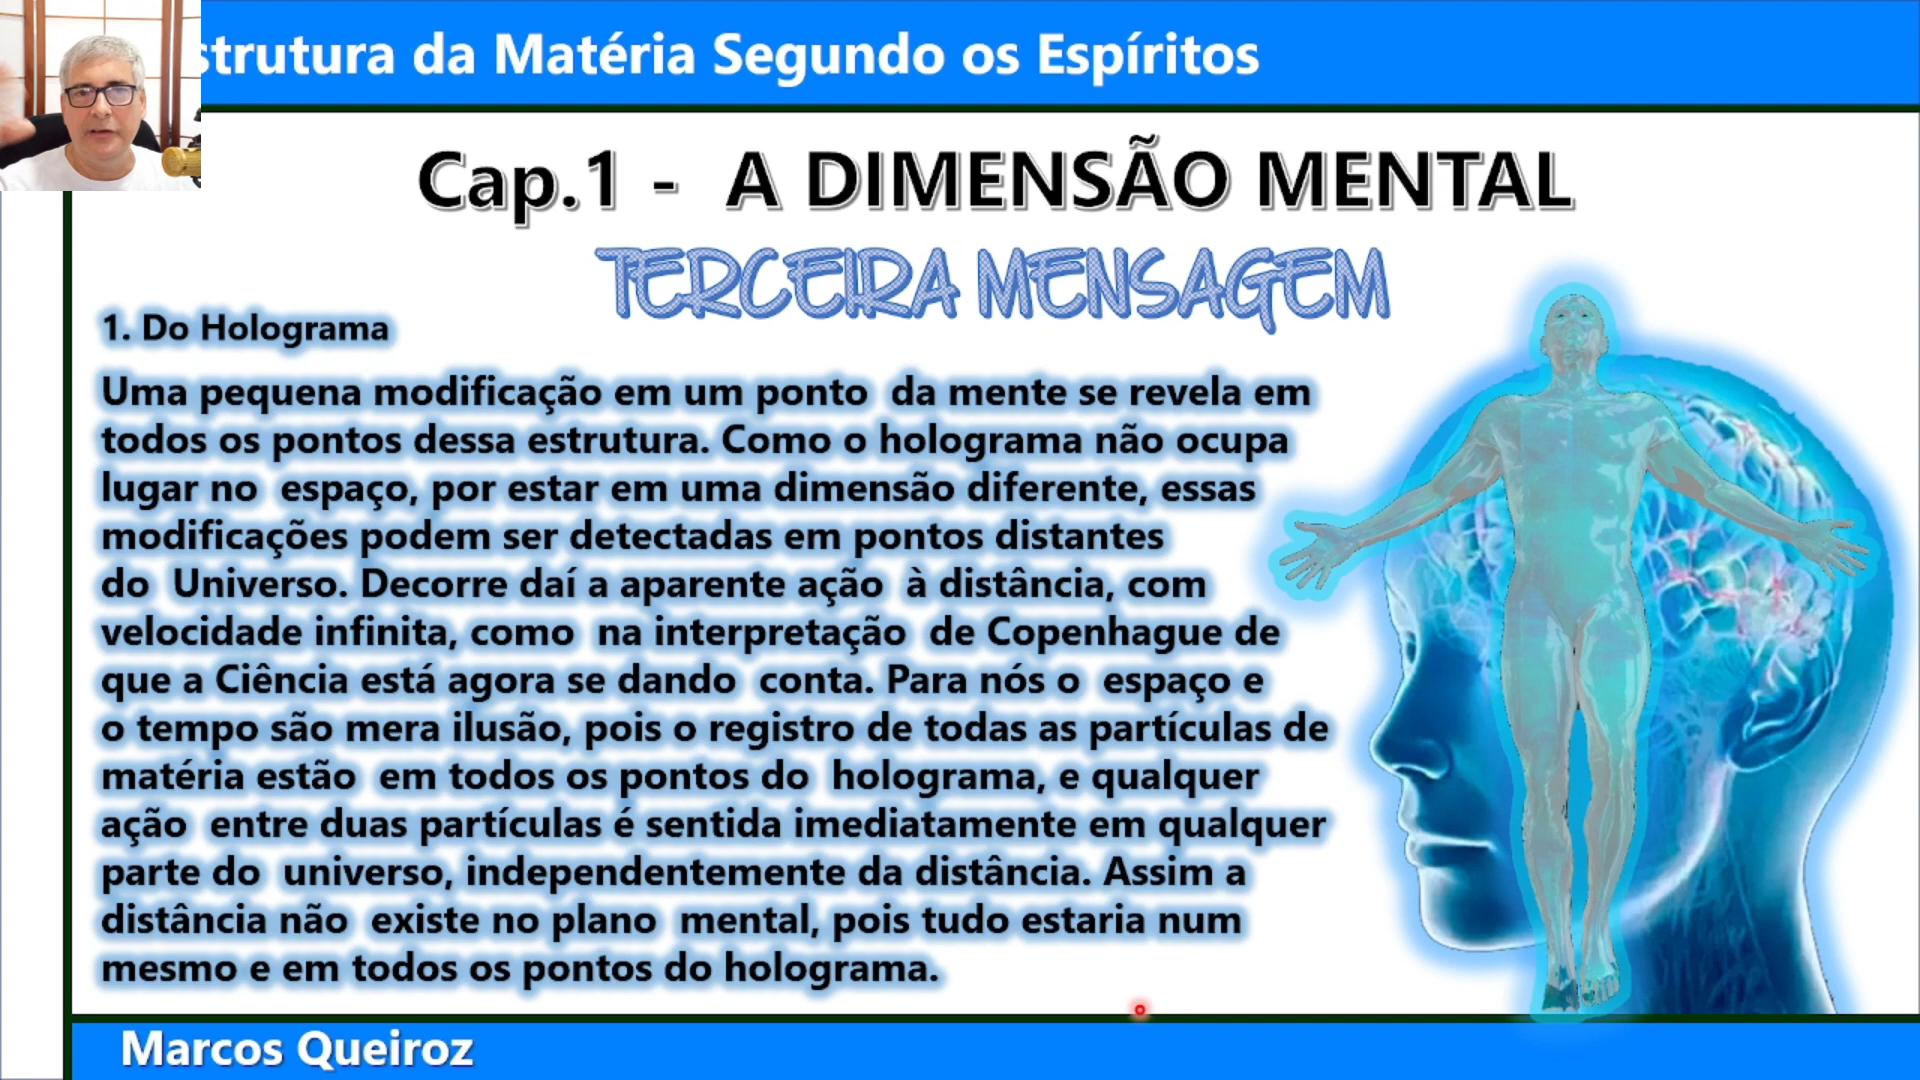 strutura da Matéria Segundo os Espíritos
Cap.1 - A DIMENSÃO MENTAL
TERCEIRA MENSAGEM
1. Do Holograma
Uma pequena modificação em um ponto da mente se revela em
todos os pontos dessa estrutura. Como o holograma não ocupa
lugar no espaço, por estar em uma dimensão diferente, essas
modificações podem ser detectadas em pontos distantes
do Universo. Decorre daí a aparente ação à distância, com
velocidade infinita, como na interpretação de Copenhague de
que a Ciência está agora se dando conta. Para nós o espaço e
o tempo são mera ilusão, pois o registro de todas as partículas de
matéria estão em todos os pontos do holograma, e qualquer
ação entre duas partículas é sentida imediatamente em qualquer
parte do universo, independentemente da distância. Assim a
distância não existe no plano mental, pois tudo estaria num
mesmo e em todos os pontos do holograma.
Marcos Queiroz